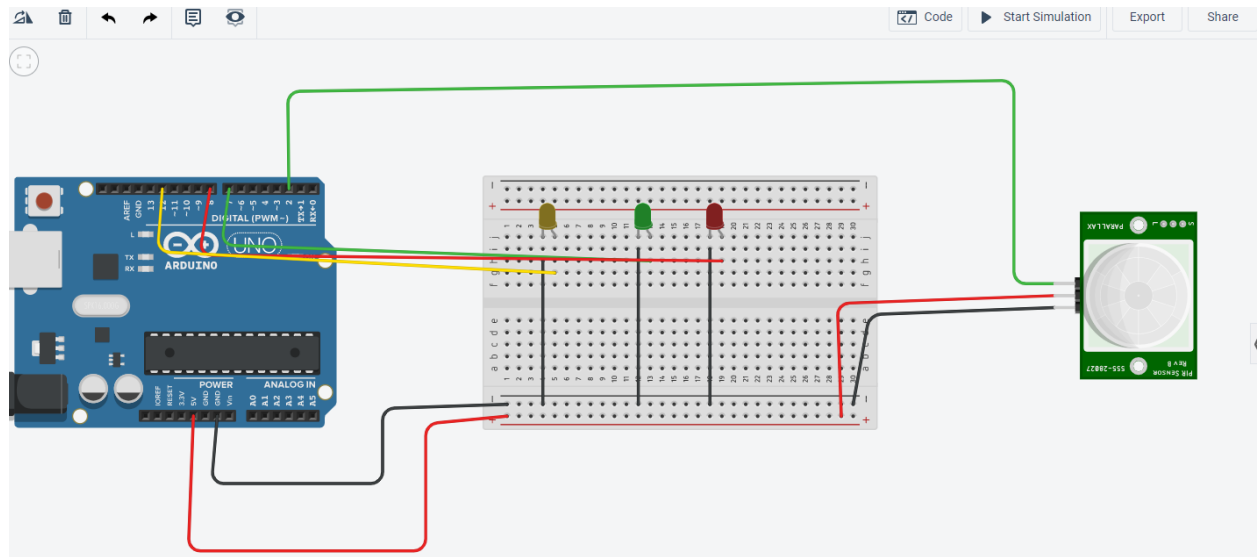 Code
Start Simulation
Export
Share
AREF
GND
13
12
~11
~10
~9
8
7
~6
~5
4
~3
2
TX→1
RX←0
DIGITAL (PWM~)
L
TX
RX
UNO
ARDUINO
POWER
ANALOG IN
IOREF
RESET
3.3V
5V
GND
GND
Vin
A0
A1
A2
A3
A4
A5
PARALLAX
L
S
555-28027
PIR SENSOR
REV B